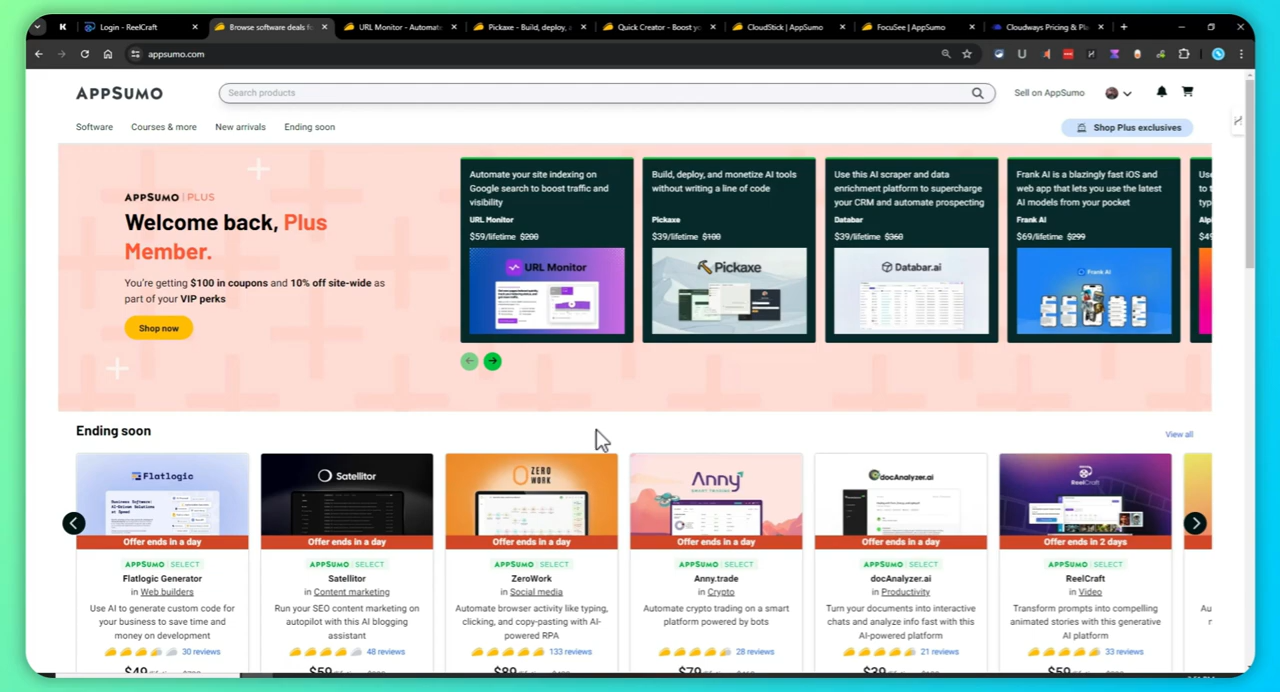 K
Login - ReelCraft
Browse software deals fo
URL Monitor - Automate
Pickaxe - Build, deploy,
Quick Creator - Boost yo
CloudStick | AppSumo
FocuSee | AppSumo
Cloudways Pricing & Pl
appsumo.com
APPSUMO
Search products
Sell on AppSumo
Software
Courses & more
New arrivals
Ending soon
Shop Plus exclusives
APPSUMO | PLUS
Welcome back, Plus
Member.
You're getting $100 in coupons and 10% off site-wide as
part of your VIP perks
Shop now
Automate your site indexing on
Google search to boost traffic and
visibility
URL Monitor
$59/lifetime $200
URL Monitor
Build, deploy, and monetize AI tools
without writing a line of code
Pickaxe
$39/lifetime $100
Pickaxe
Use this AI scraper and data
enrichment platform to supercharge
your CRM and automate prospecting
Databar
$39/lifetime $360
Databar.ai
Frank AI is a blazingly fast iOS and
web app that lets you use the latest
AI models from your pocket
Frank AI
$69/lifetime $299
Frank AI
Ending soon
View all
Flatlogic
Offer ends in a day
APPSUMO SELECT
Flatlogic Generator
in Web builders
Use AI to generate custom code for
your business to save time and
money on development
30 reviews
Satellitor
Offer ends in a day
APPSUMO SELECT
Satellitor
in Content marketing
Run your SEO content marketing on
autopilot with this AI blogging
assistant
48 reviews
ZERO
WORK
Offer ends in a day
APPSUMO SELECT
ZeroWork
in Social media
Automate browser activity like typing,
clicking, and copy-pasting with AI-
powered RPA
133 reviews
Anny
SMART TRADING
Offer ends in a day
APPSUMO SELECT
Anny.trade
in Crypto
Automate crypto trading on a smart
platform powered by bots
28 reviews
docAnalyzer.ai
Offer ends in a day
APPSUMO SELECT
docAnalyzer.ai
in Productivity
Turn your documents into interactive
chats and analyze info fast with this
AI-powered platform
21 reviews
ReelCraft
Offer ends in 2 days
APPSUMO SELECT
ReelCraft
in Video
Transform prompts into compelling
animated stories with this generative
AI platform
33 reviews